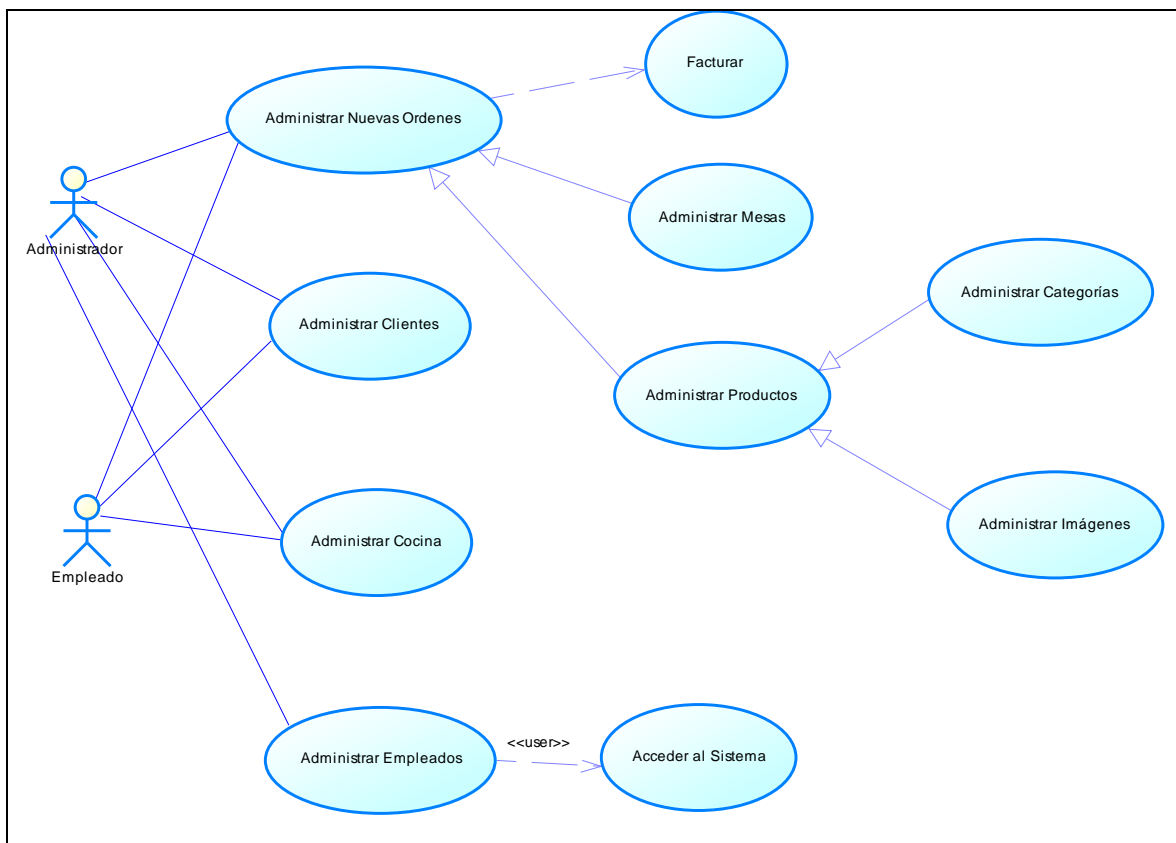 Facturar
Administrar Nuevas Ordenes
Administrar Mesas
Administrador
Administrar Categorías
Administrar Clientes
Administrar Productos
Administrar Imágenes
Administrar Cocina
Empleado
<<user>>
Administrar Empleados
Acceder al Sistema